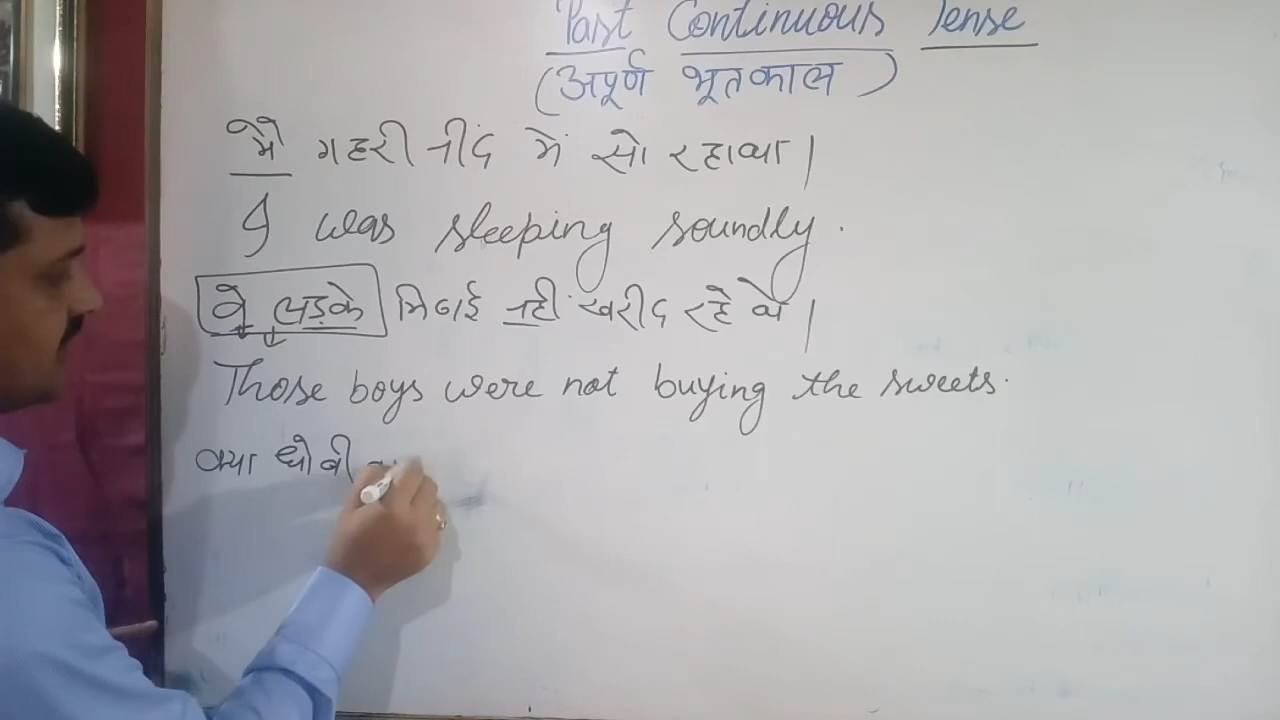 Past Continuous Tense
(अपूर्ण भूतकाल)
मैं गहरी नींद में सो रहा था।
I was sleeping soundly.
वे लड़के मिठाई नहीं खरीद रहे थे।
Those boys were not buying the sweets.
क्या धोबी